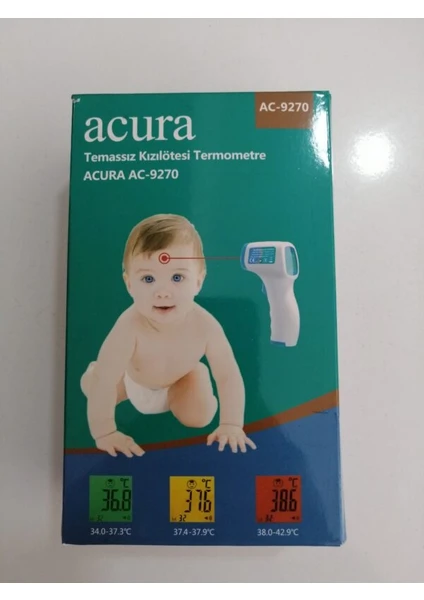 AC-9270
acura
Temassız Kızılötesi Termometre
ACURA AC-9270
℃ ℃ ℃
36.8 37.6 38.6
34.0-37.3℃ 37.4-37.9℃ 38.0-42.9℃